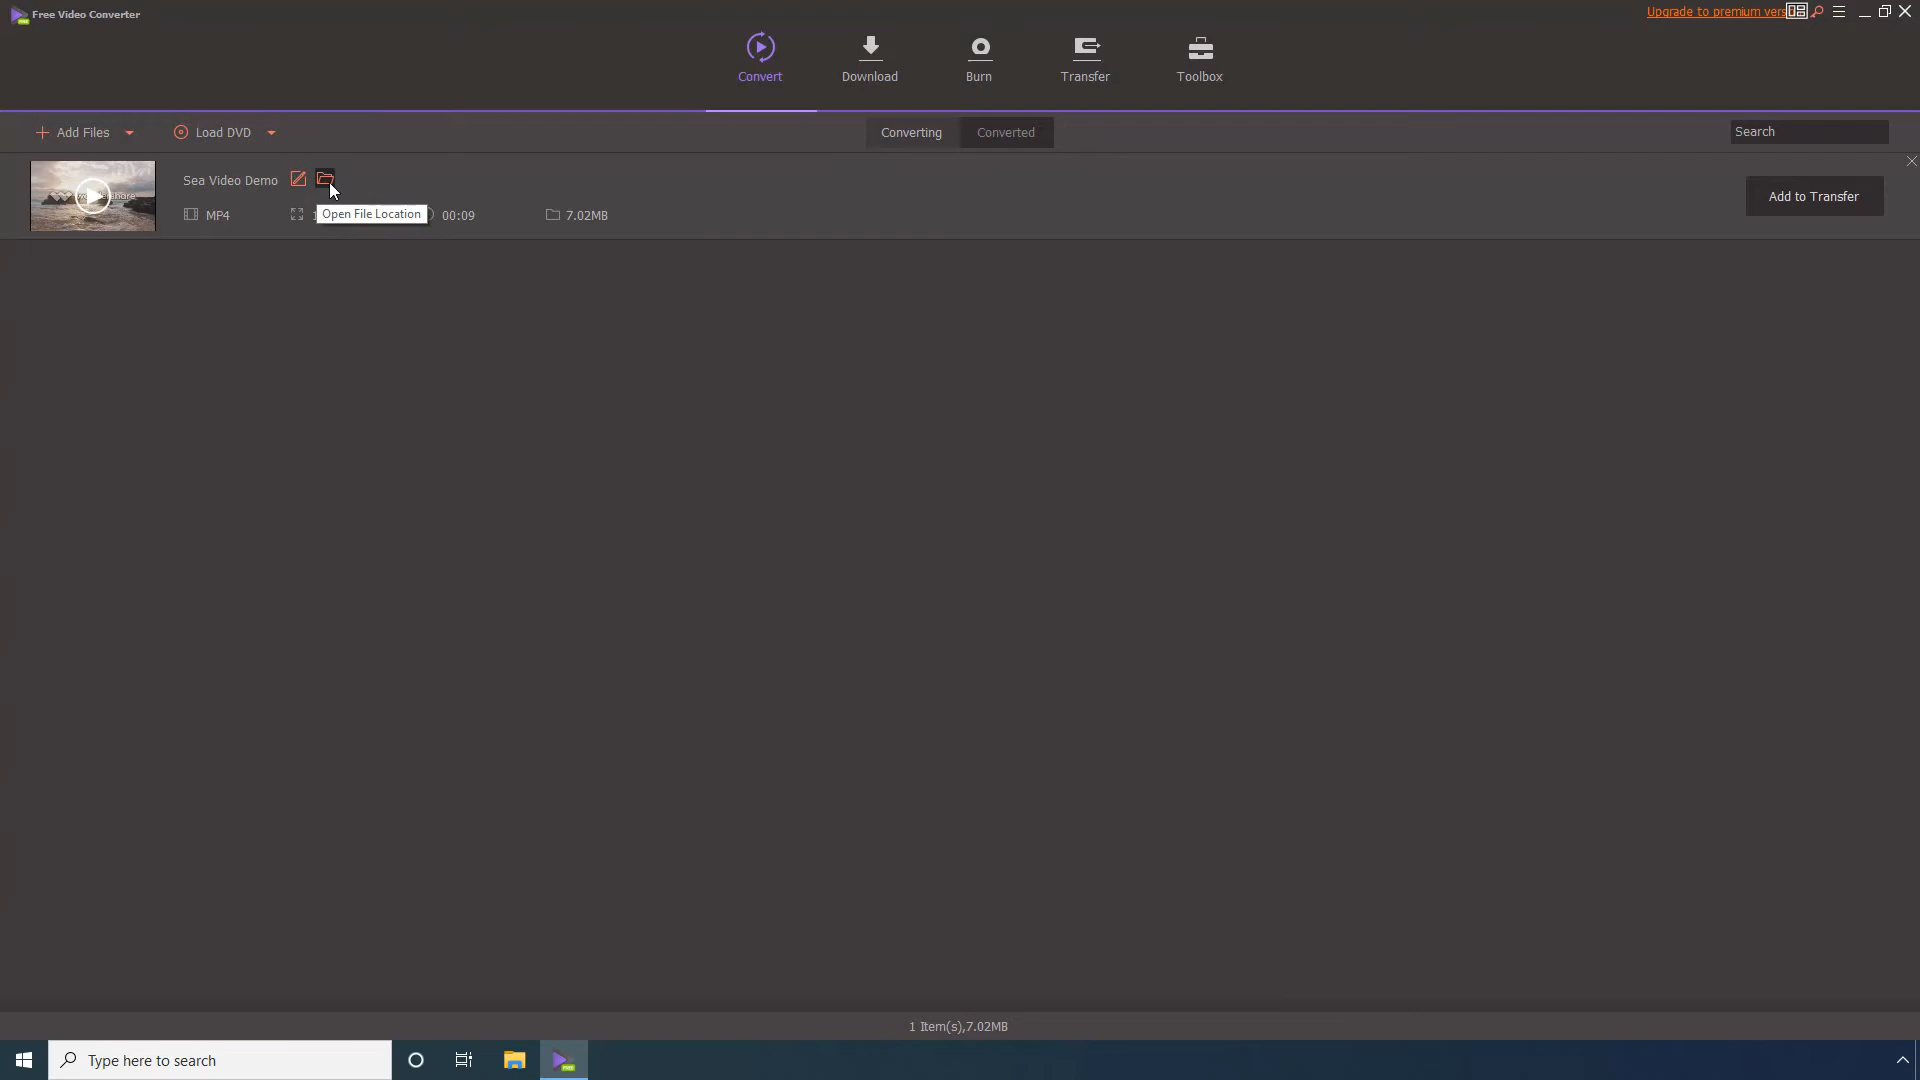 Free Video Converter
Upgrade to premium vers
Convert
Download
Burn
Transfer
Toolbox
Add Files
Load DVD
Converting
Converted
Search
Sea Video Demo
wondershare
Open File Location
MP4
00:09
7.02MB
Add to Transfer
1 Item(s),7.02MB
Type here to search
FREE